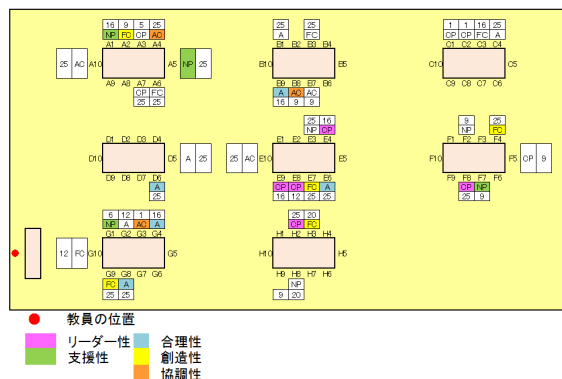 16 9 5 25
NP FC CP AC
A1 A2 A3 A4
25 AC A10 A5 NP 25
A9 A8 A7 A6
CP FC
25 25
25 25
A FC
B1 B2 B3 B4
B10 B5
B9 B8 B7 B6
A AC AC
16 9 9
1 1 16 25
CP CP FC CP
C1 C2 C3 C4
C10 C5
C9 C8 C7 C6
D1 D2 D3 D4
D10 D5 A 25
D9 D8 D7 D6
A
25
25 16
NP CP
E1 E2 E3 E4
25 AC E10 E5
E9 E8 E7 E6
CP CP FC A
16 12 25 25
9 25
NP FC
F1 F2 F3 F4
F10 F5 CP 9
F9 F8 F7 F6
CP NP
25 9
6 12 1 16
NP A AC A
G1 G2 G3 G4
12 FC G10 G5
G9 G8 G7 G6
FC A
25 25
25 20
CP FC
H1 H2 H3 H4
H10 H5
H9 H8 H7 H6
NP
9 20
教員の位置
リーダー性 合理性
支援性 創造性
協調性